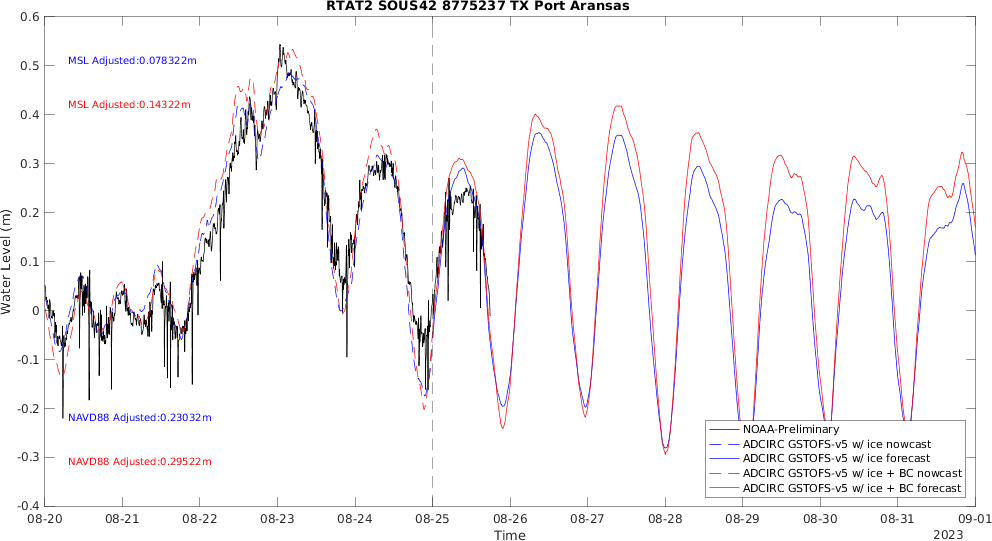 RTAT2 SOUS42 8775237 TX Port Aransas
0.6
0.5
0.4
0.3
0.2
0.1
0
-0.1
-0.2
-0.3
-0.4
Water Level (m)
MSL Adjusted:0.078322m
MSL Adjusted:0.14322m
NAVD88 Adjusted:0.23032m
NAVD88 Adjusted:0.29522m
NOAA-Preliminary
ADCIRC GSTOFS-v5 w/ ice nowcast
ADCIRC GSTOFS-v5 w/ ice forecast
ADCIRC GSTOFS-v5 w/ ice + BC nowcast
ADCIRC GSTOFS-v5 w/ ice + BC forecast
08-20 08-21 08-22 08-23 08-24 08-25 08-26 08-27 08-28 08-29 08-30 08-31 09-01
Time
2023